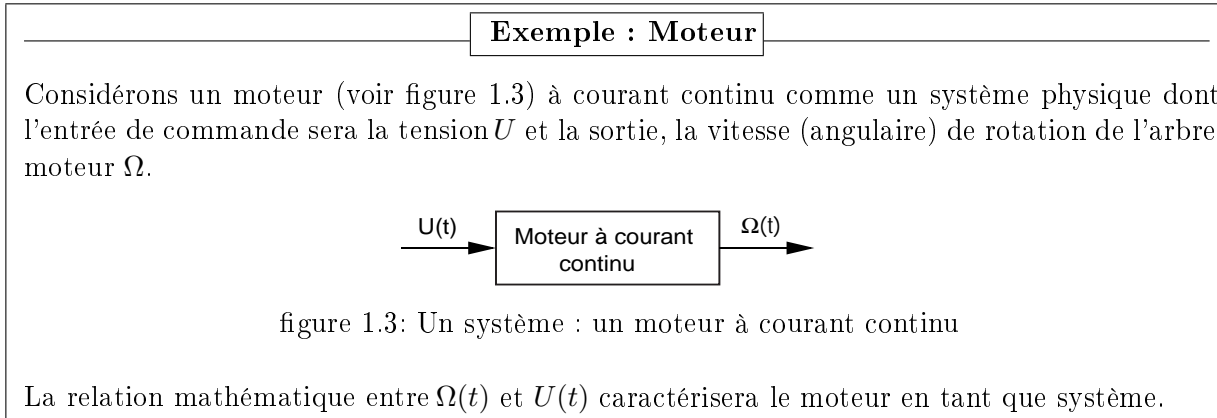 Exemple : Moteur
Considérons un moteur (voir figure 1.3) à courant continu comme un système physique dont
l'entrée de commande sera la tension U et la sortie, la vitesse (angulaire) de rotation de l'arbre
moteur Ω.
U(t)
Moteur à courant
continu
Ω(t)
figure 1.3: Un système : un moteur à courant continu
La relation mathématique entre Ω(t) et U(t) caractérisera le moteur en tant que système.